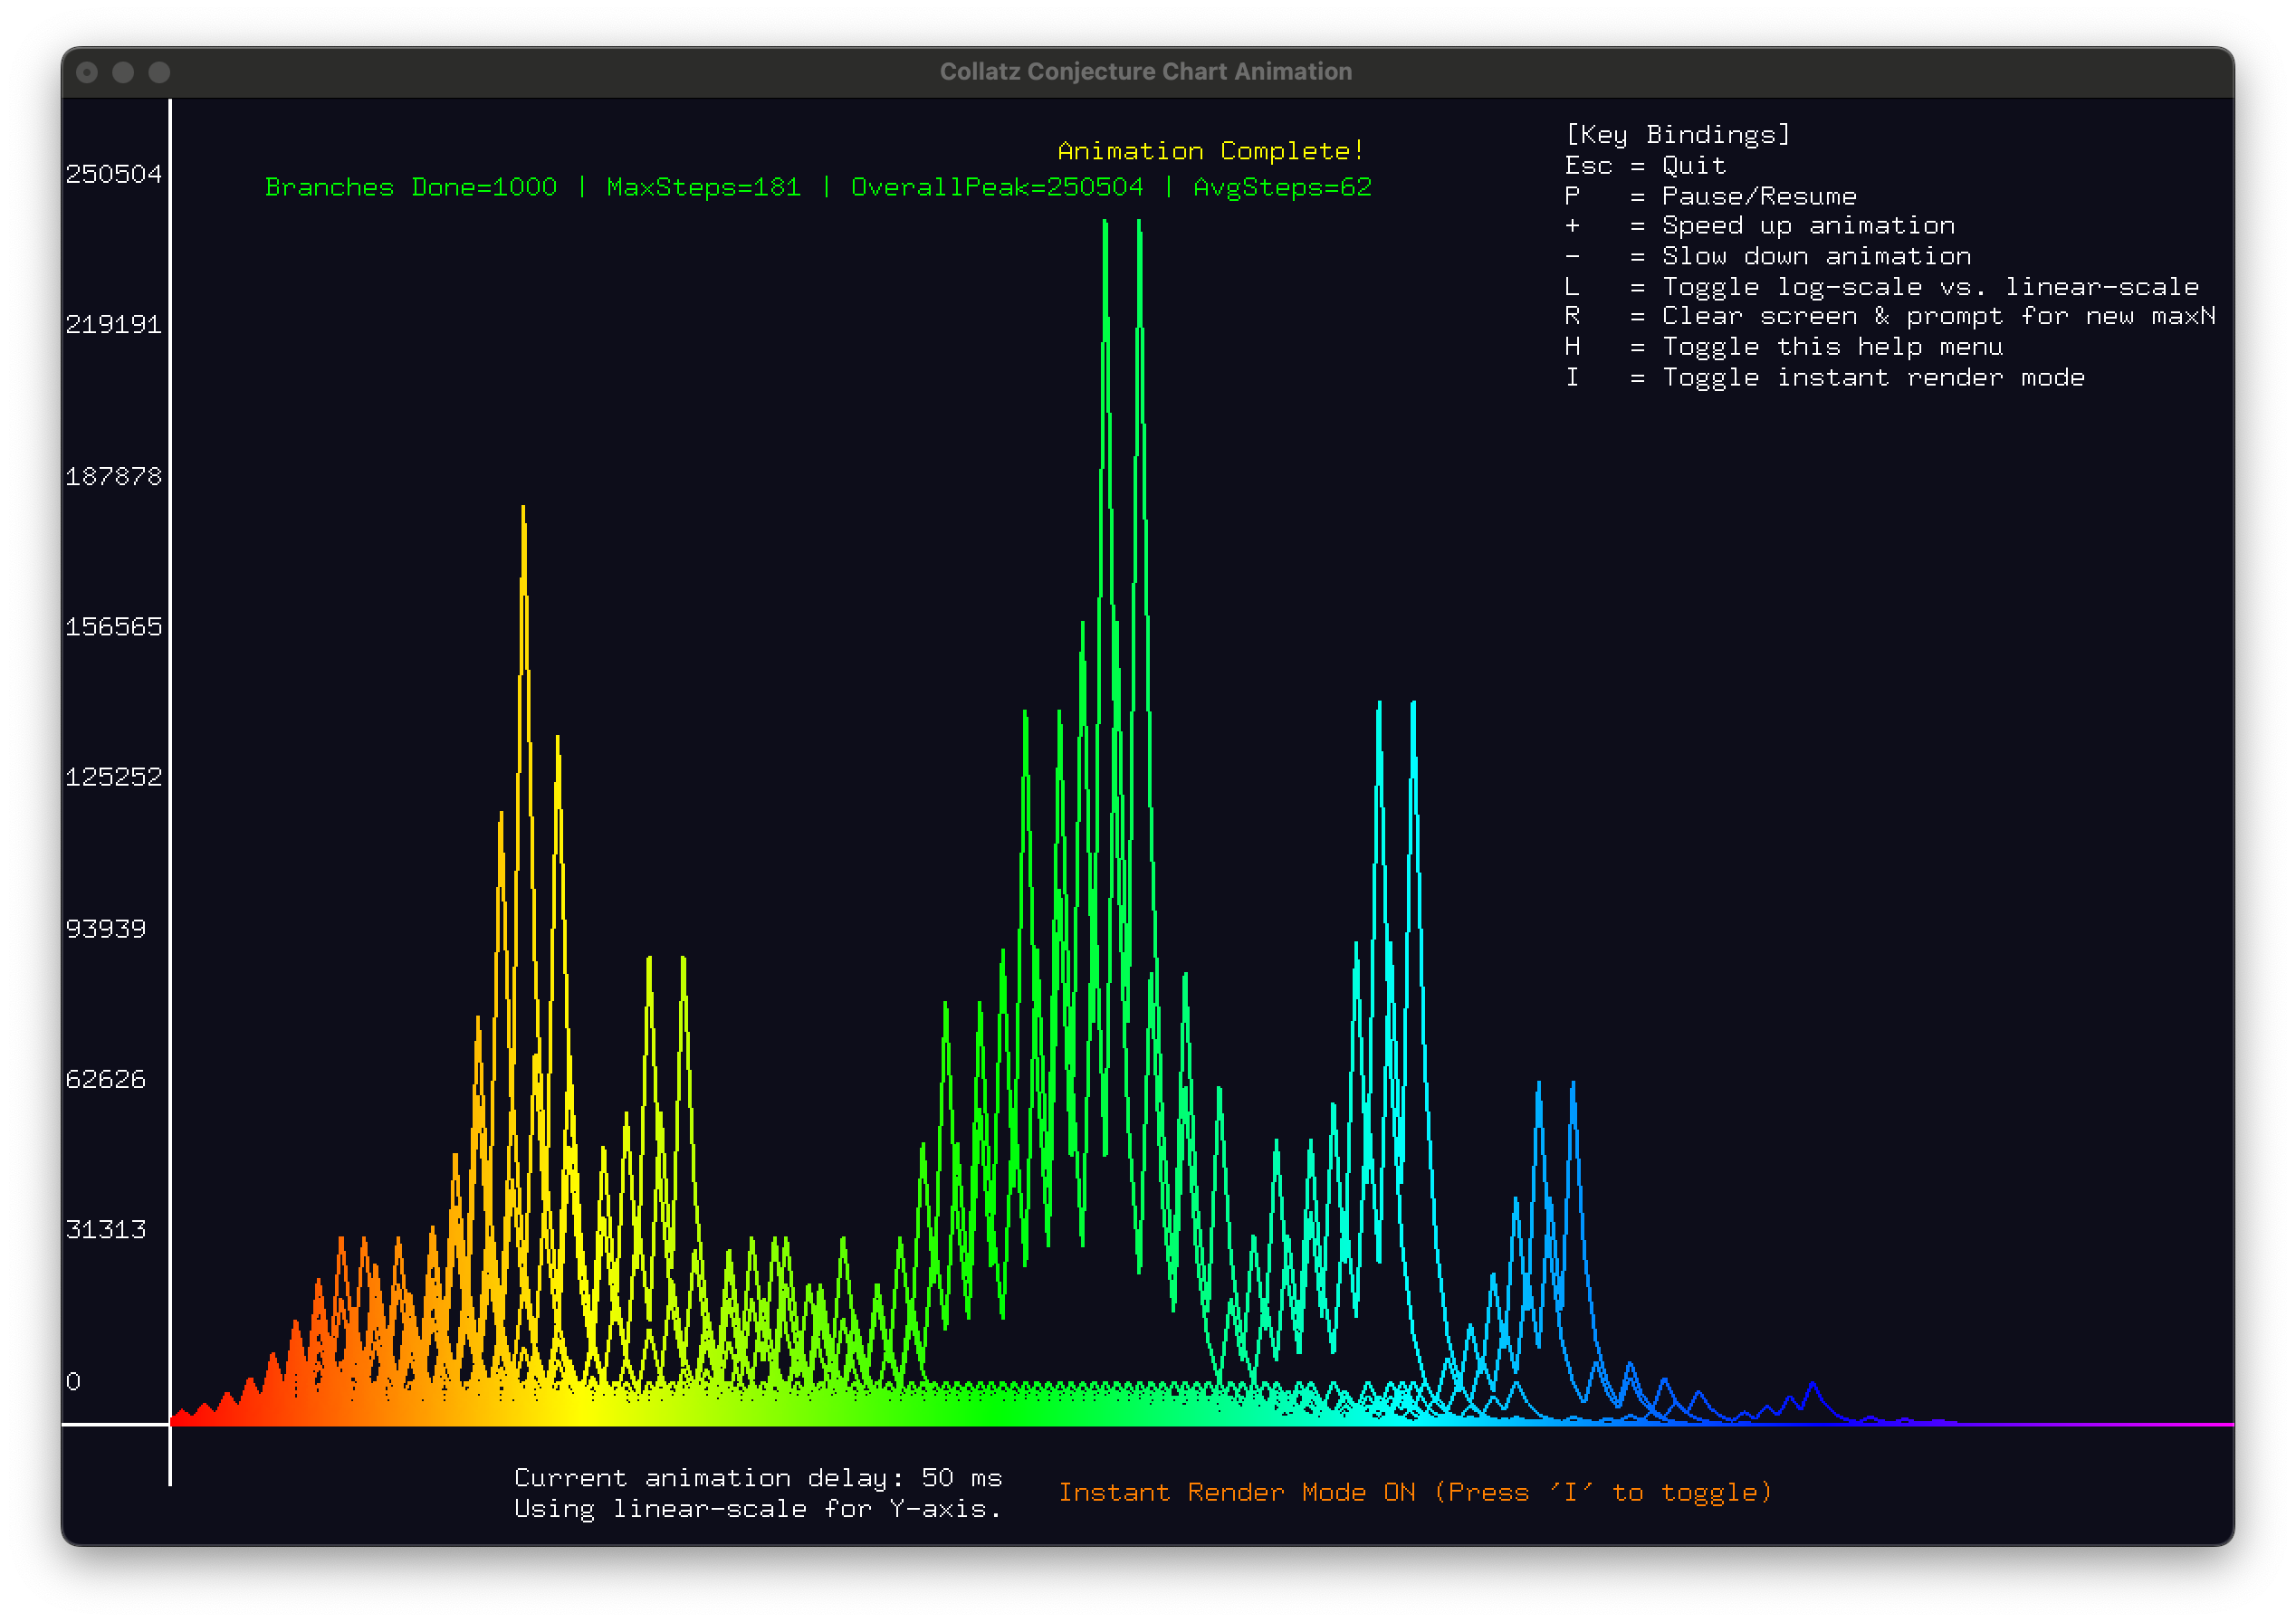 Collatz Conjecture Chart Animation
Animation Complete!
Branches Done=1000 | MaxSteps=181 | OverallPeak=250504 | AvgSteps=62
[Key Bindings]
Esc = Quit
P   = Pause/Resume
+   = Speed up animation
-   = Slow down animation
L   = Toggle log-scale vs. linear-scale
R   = Clear screen & prompt for new maxN
H   = Toggle this help menu
I   = Toggle instant render mode
250504
219191
187878
156565
125252
93939
62626
31313
0
Current animation delay: 50 ms
Using linear-scale for Y-axis.
Instant Render Mode ON (Press 'I' to toggle)